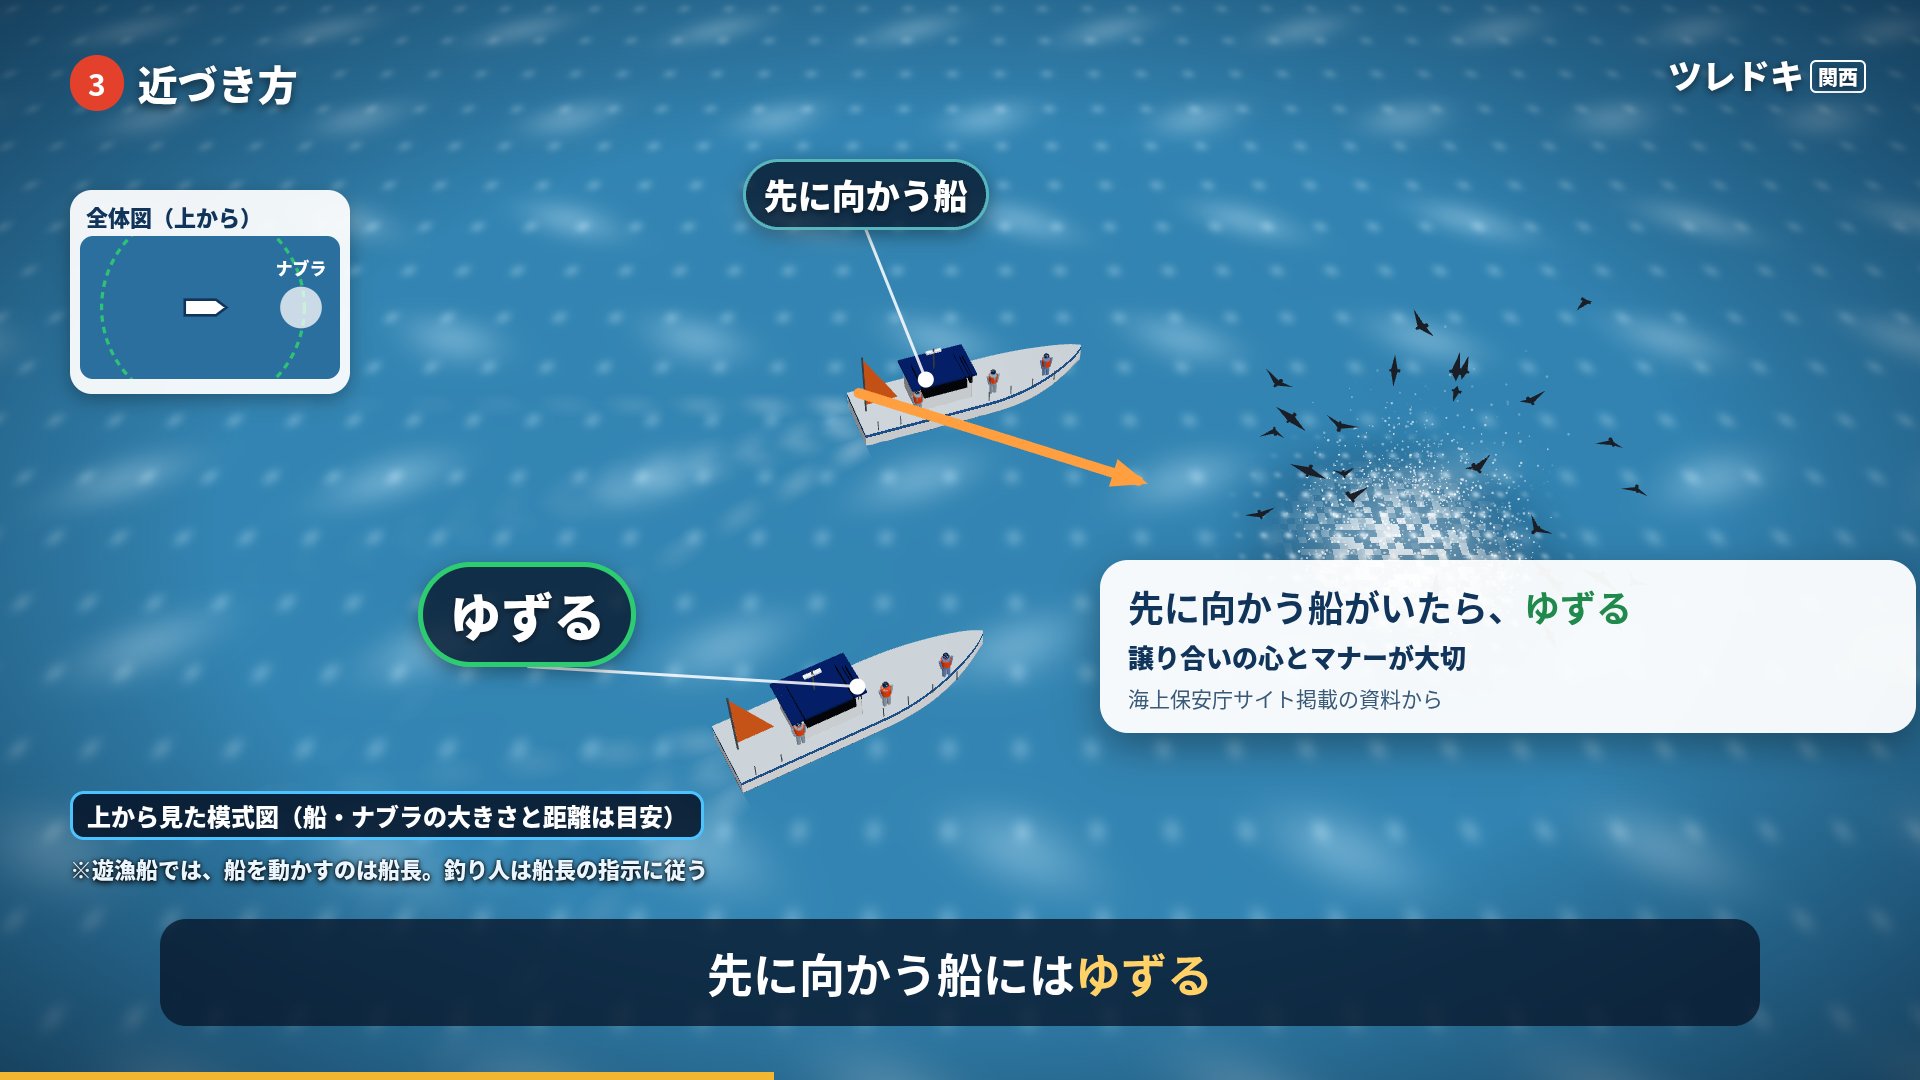 3 近づき方
ツレドキ 関西
全体図（上から）
ナブラ
先に向かう船
ゆずる
先に向かう船がいたら、ゆずる
譲り合いの心とマナーが大切
海上保安庁サイト掲載の資料から
上から見た模式図（船・ナブラの大きさと距離は目安）
※遊漁船では、船を動かすのは船長。釣り人は船長の指示に従う
先に向かう船にはゆずる